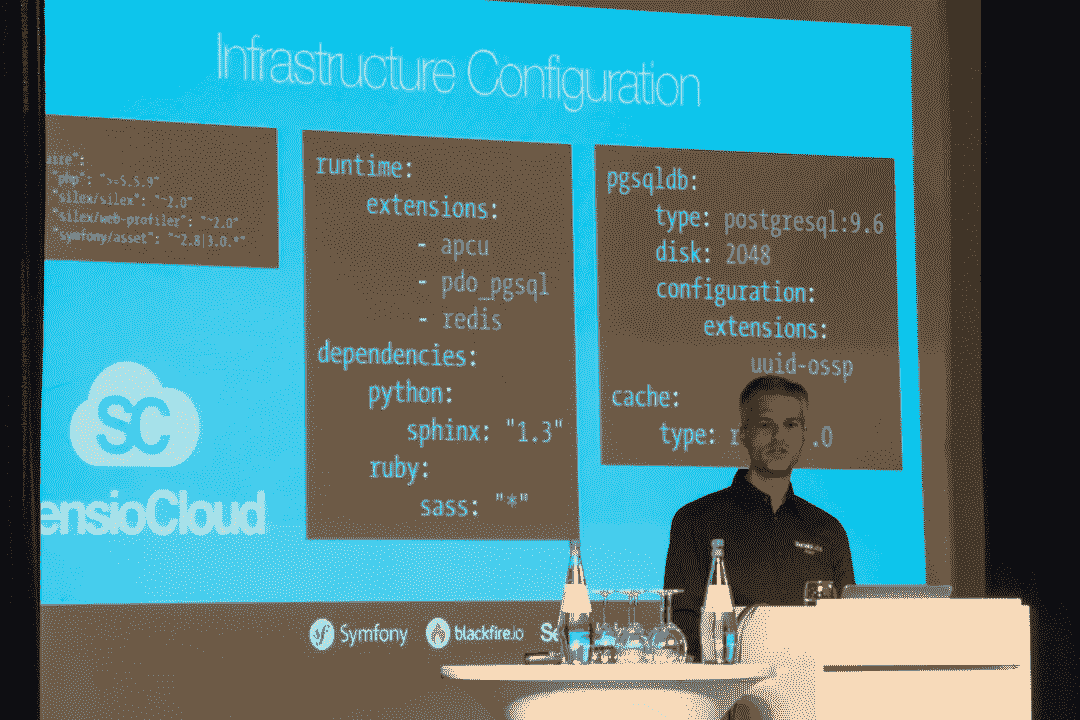 Infrastructure Configuration
uire":
"php": ">=5.5.9"
"silex/silex": "~2.0"
"silex/web-profiler": "~2.0"
"symfony/asset": "~2.8|3.0.*"
runtime:
extensions:
- apcu
- pdo_pgsql
- redis
dependencies:
python:
sphinx: "1.3"
ruby:
sass: "*"
pgsqldb:
type: postgresql:9.6
disk: 2048
configuration:
extensions:
uuid-ossp
cache:
type: r .0
SC
ensioCloud
sf Symfony
blackfire.io
Se